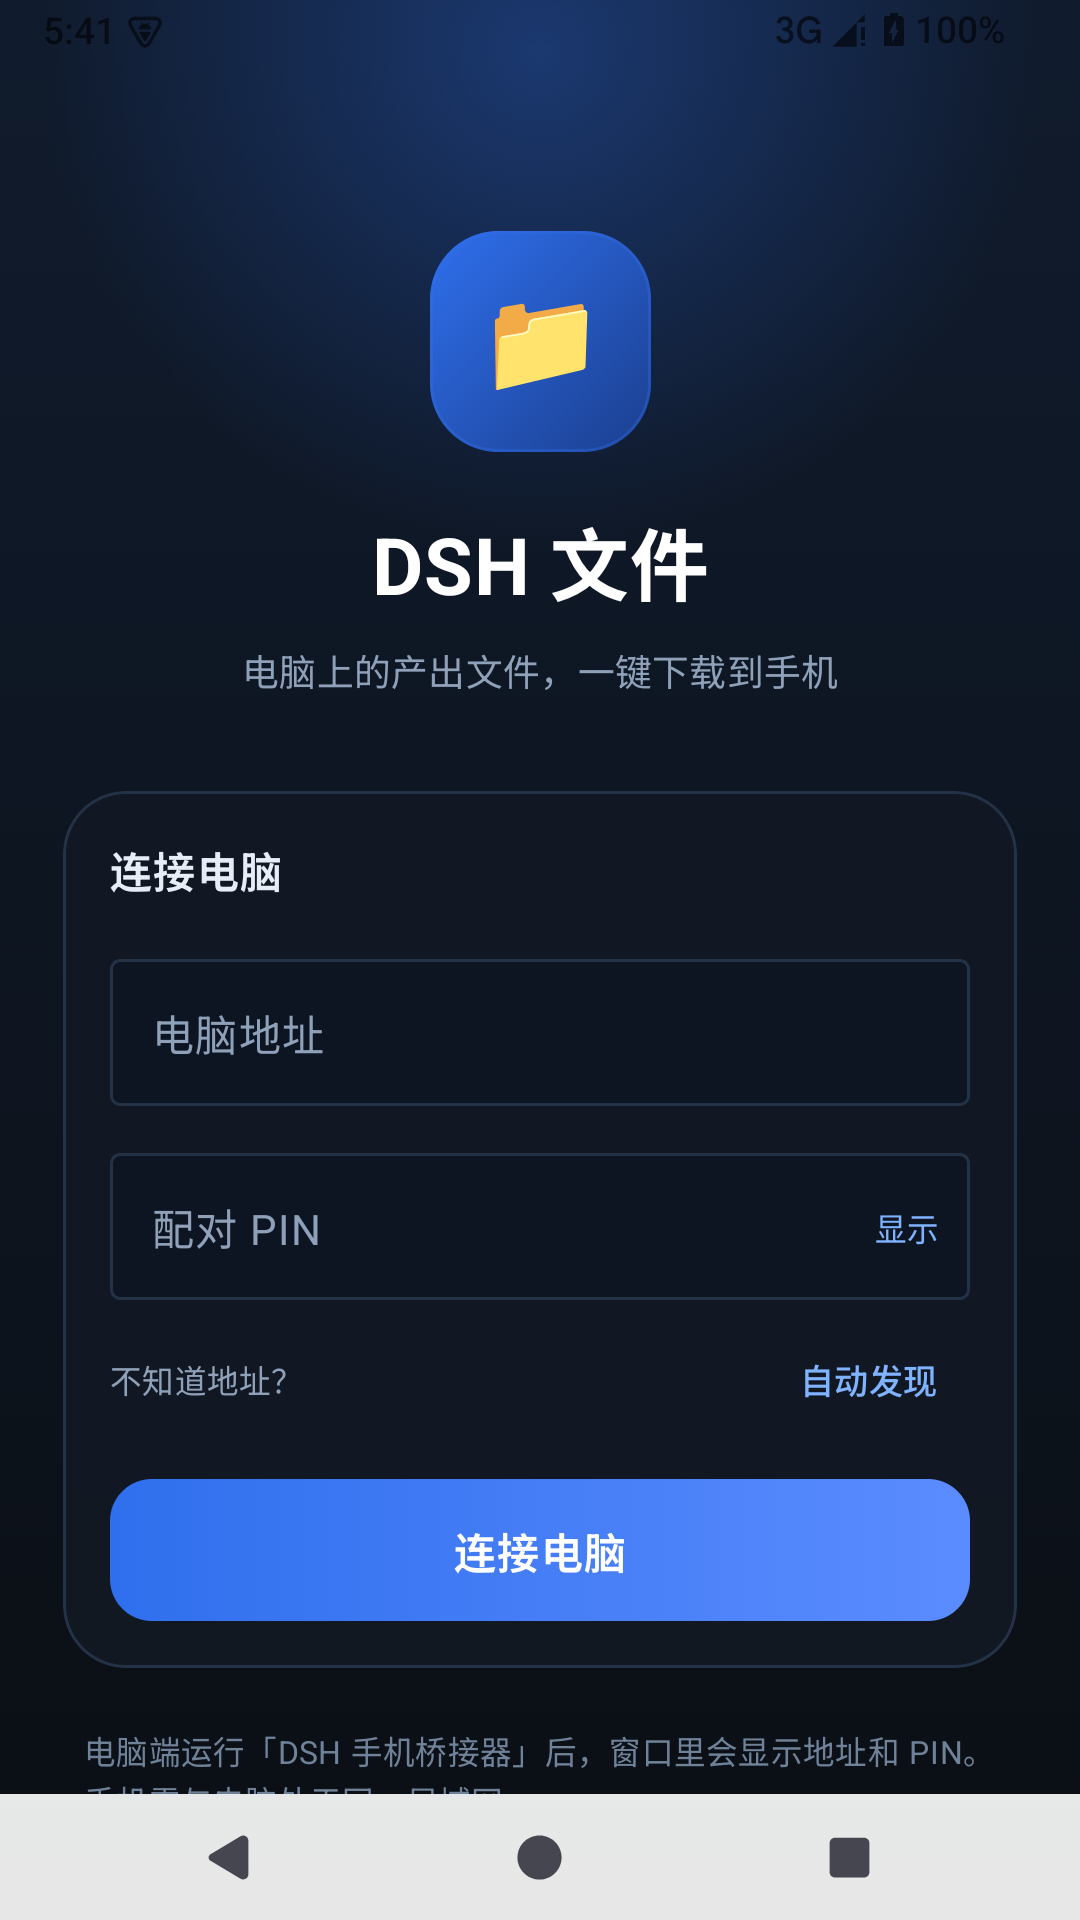 5:41
3G
100%
DSH 文件
电脑上的产出文件，一键下载到手机
连接电脑
电脑地址
配对 PIN
显示
不知道地址？
自动发现
连接电脑
电脑端运行「DSH 手机桥接器」后，窗口里会显示地址和 PIN。